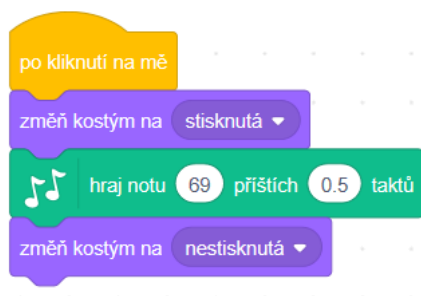 po kliknutí na mě
změň kostým na stisknutá
hraj notu 69 příštích 0.5 taktů
změň kostým na nestisknutá